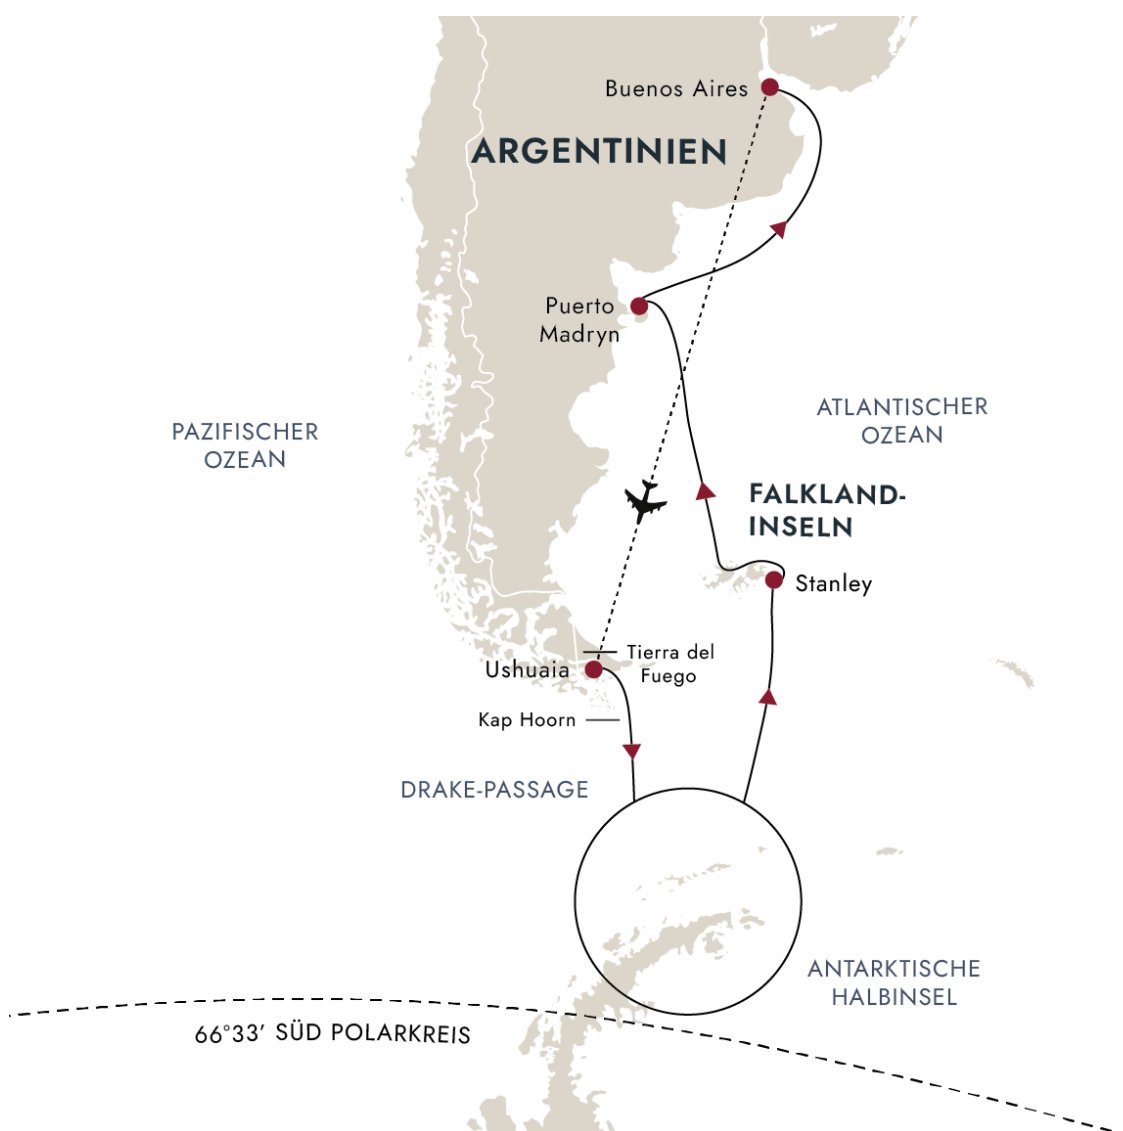 Buenos Aires
ARGENTINIEN
Puerto
Madryn
ATLANTISCHER
OZEAN
PAZIFISCHER
OZEAN
FALKLAND-
INSELN
Stanley
Tierra del
Fuego
Ushuaia
Kap Hoorn
DRAKE-PASSAGE
ANTARKTISCHE
HALBINSEL
66°33’ SÜD POLARKREIS